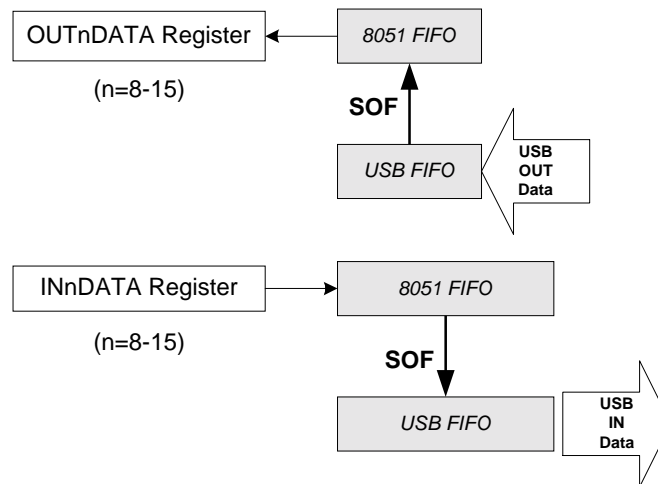 OUTnDATA Register
8051 FIFO
(n=8-15)
SOF
USB FIFO
USB
OUT
Data
INnDATA Register
8051 FIFO
(n=8-15)
SOF
USB FIFO
USB
IN
Data